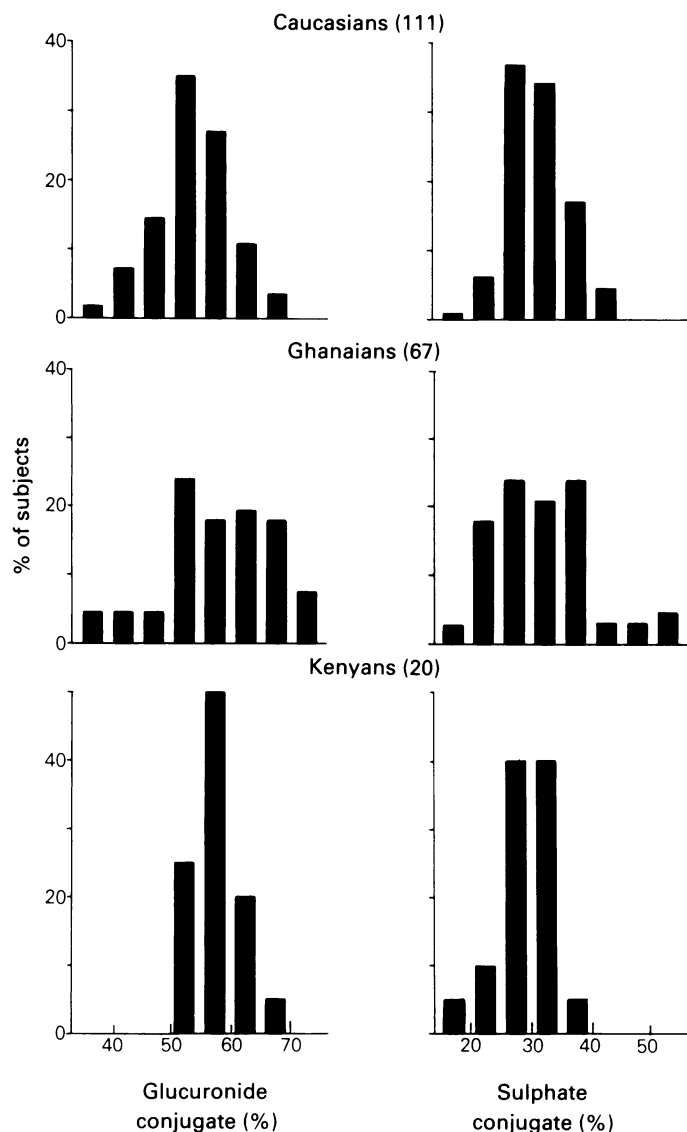 Caucasians (111)
40
20
0
Ghanaians (67)
40
20
0
% of subjects
Kenyans (20)
40
20
0
40 50 60 70
20 30 40 50
Glucuronide
conjugate (%)
Sulphate
conjugate (%)